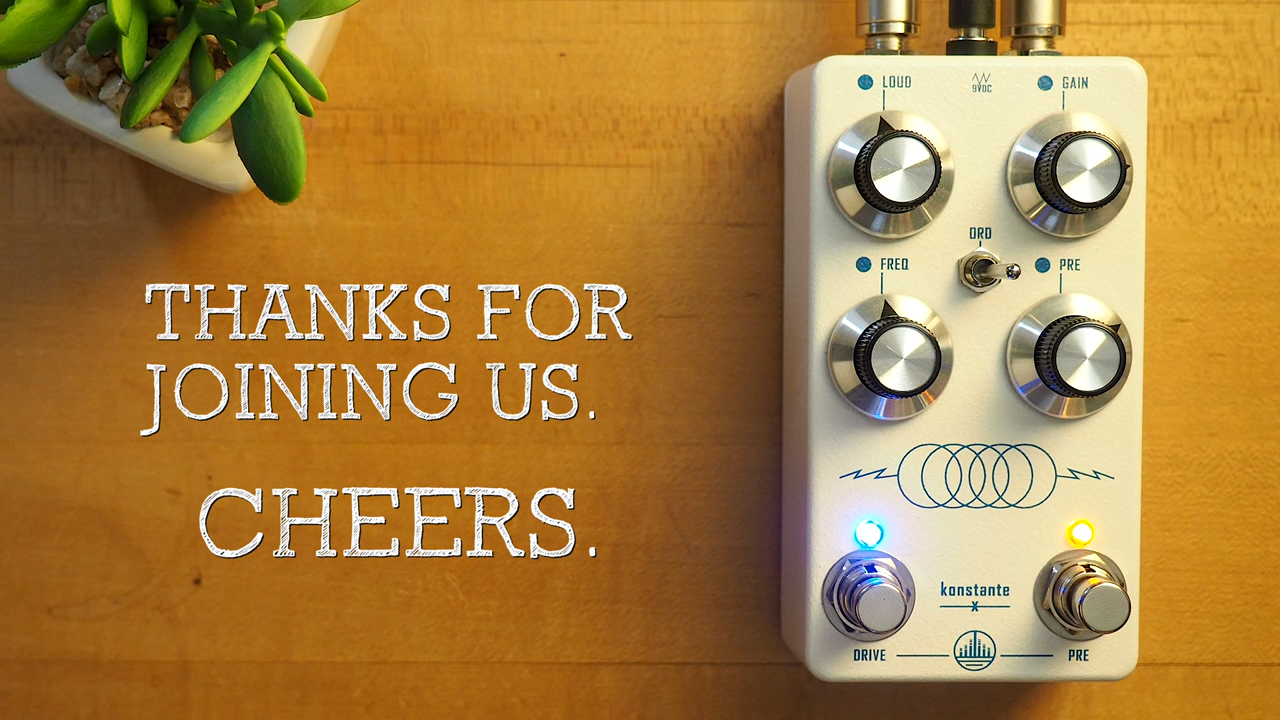 THANKS FOR
JOINING US.
CHEERS.
LOUD
9VDC
GAIN
ORD
FREQ
PRE
konstante
x
DRIVE
PRE